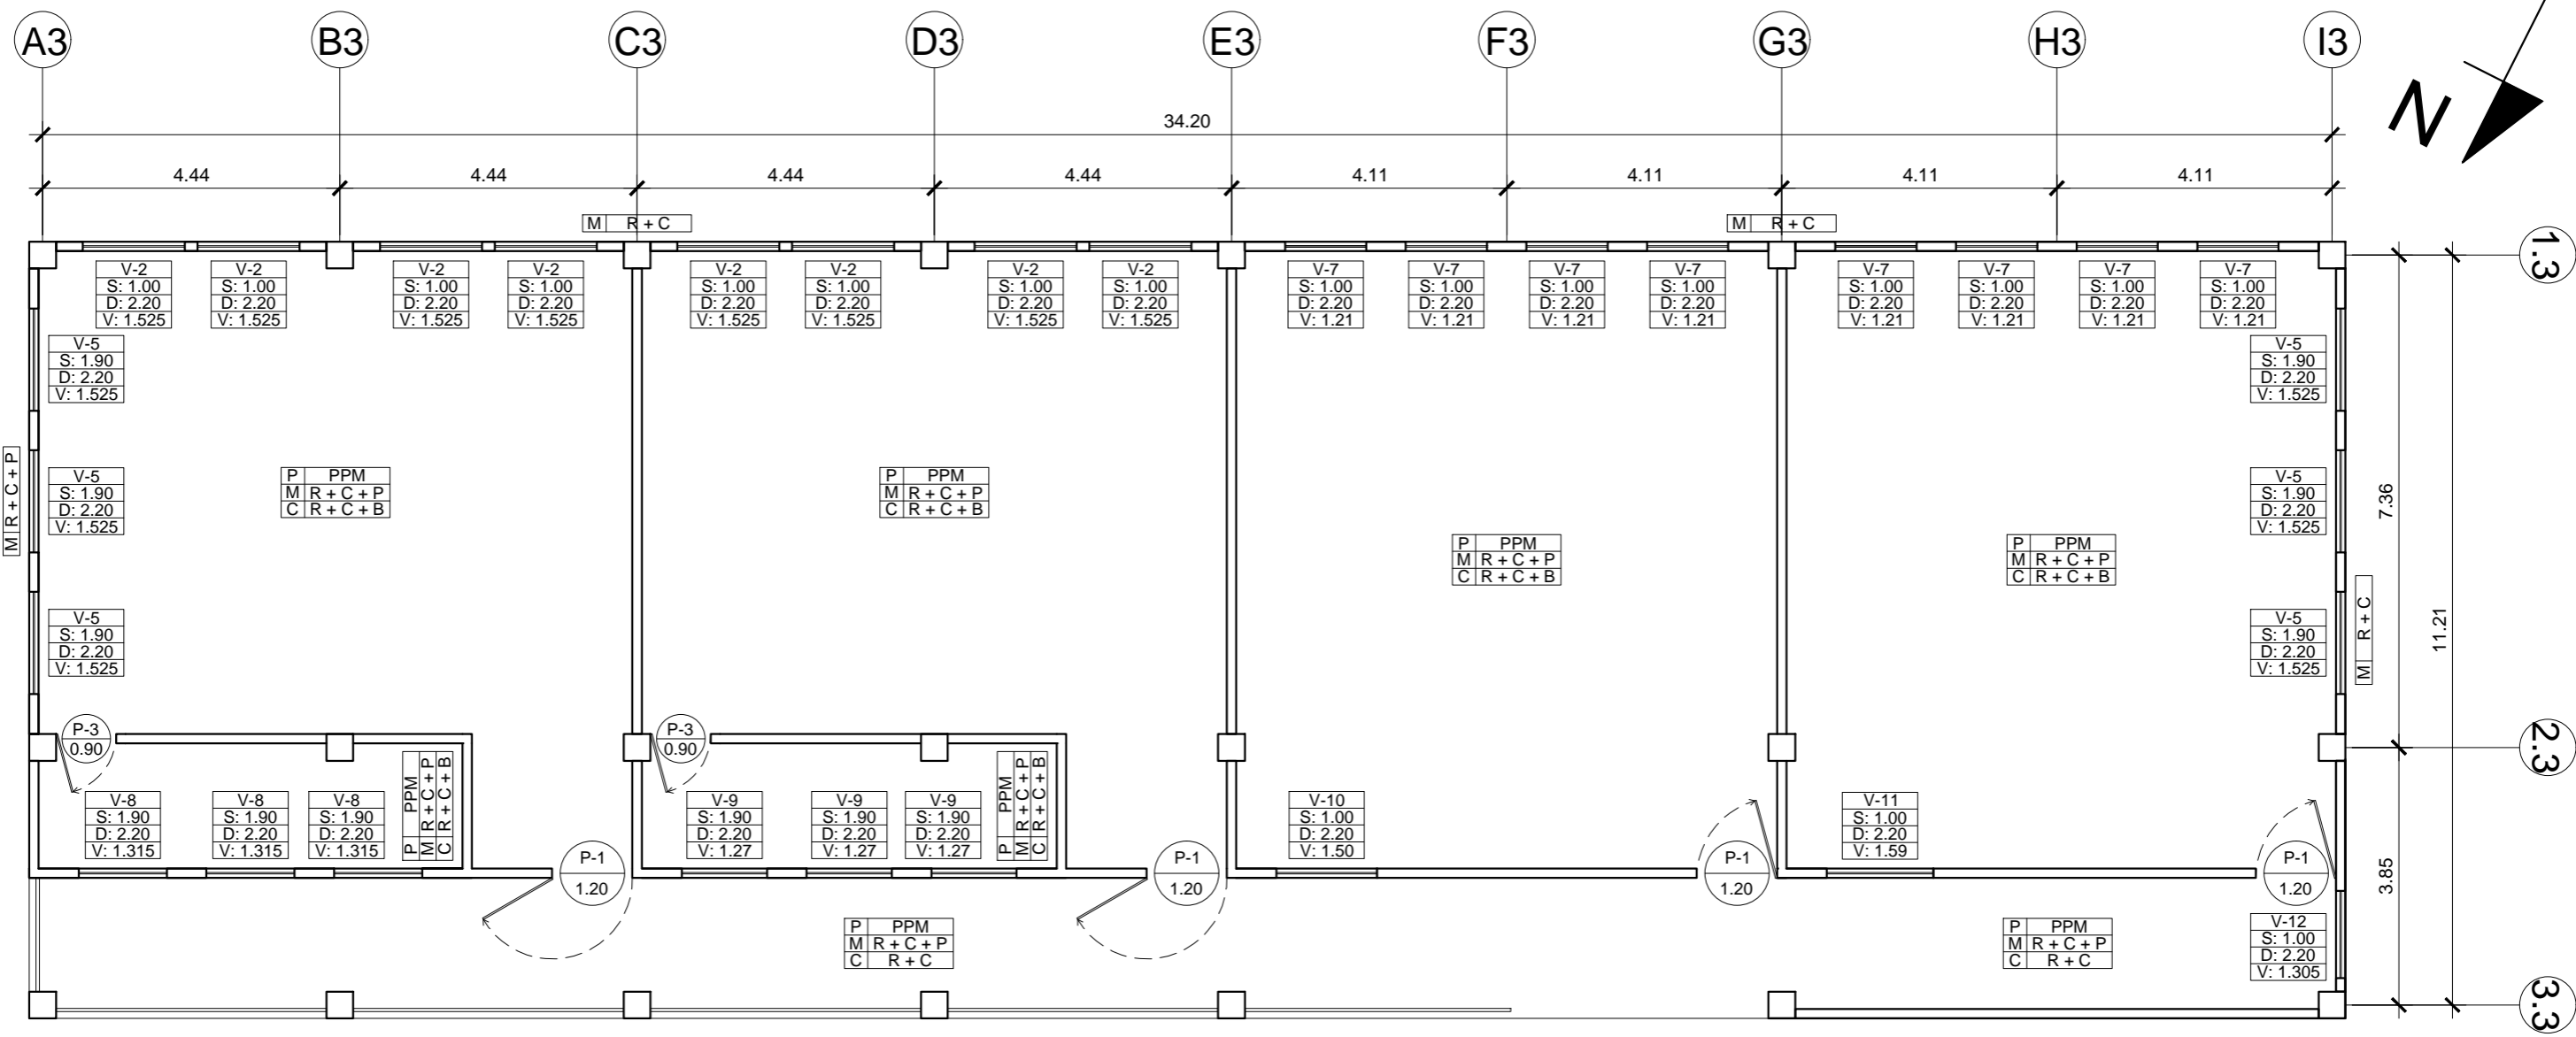 A3 B3 C3 D3 E3 F3 G3 H3 I3
N
34.20
4.44 4.44 4.44 4.44 4.11 4.11 4.11 4.11
M R + C M R + C
1.3
V-2 V-2 V-2 V-2 V-2 V-2 V-2 V-2 V-7 V-7 V-7 V-7 V-7 V-7 V-7 V-7
S: 1.00 S: 1.00 S: 1.00 S: 1.00 S: 1.00 S: 1.00 S: 1.00 S: 1.00 S: 1.00 S: 1.00 S: 1.00 S: 1.00 S: 1.00 S: 1.00 S: 1.00 S: 1.00
D: 2.20 D: 2.20 D: 2.20 D: 2.20 D: 2.20 D: 2.20 D: 2.20 D: 2.20 D: 2.20 D: 2.20 D: 2.20 D: 2.20 D: 2.20 D: 2.20 D: 2.20 D: 2.20
V: 1.525 V: 1.525 V: 1.525 V: 1.525 V: 1.525 V: 1.525 V: 1.525 V: 1.525 V: 1.21 V: 1.21 V: 1.21 V: 1.21 V: 1.21 V: 1.21 V: 1.21 V: 1.21
V-5 V-5
S: 1.90 S: 1.90
D: 2.20 D: 2.20
V: 1.525 V: 1.525
M R + C + P
V-5 P PPM P PPM V-5
S: 1.90 M R + C + P M R + C + P S: 1.90
D: 2.20 C R + C + B C R + C + B D: 2.20
V: 1.525 V: 1.525
7.36
P PPM P PPM
M R + C + P M R + C + P
C R + C + B C R + C + B
M R + C
11.21
V-5 V-5
S: 1.90 S: 1.90
D: 2.20 D: 2.20
V: 1.525 V: 1.525
P-3 P-3
0.90 0.90
2.3
P PPM
M R + C + P
C R + C + B
P PPM
M R + C + P
C R + C + B
V-8 V-8 V-8 V-9 V-9 V-9 V-10 V-11
S: 1.90 S: 1.90 S: 1.90 S: 1.90 S: 1.90 S: 1.90 S: 1.00 S: 1.00
D: 2.20 D: 2.20 D: 2.20 D: 2.20 D: 2.20 D: 2.20 D: 2.20 D: 2.20
V: 1.315 V: 1.315 V: 1.315 V: 1.27 V: 1.27 V: 1.27 V: 1.50 V: 1.59
P-1 P-1 P-1 P-1
1.20 1.20 1.20 1.20
3.85
P PPM P PPM V-12
M R + C + P M R + C + P S: 1.00
C R + C C R + C D: 2.20
V: 1.305
3.3